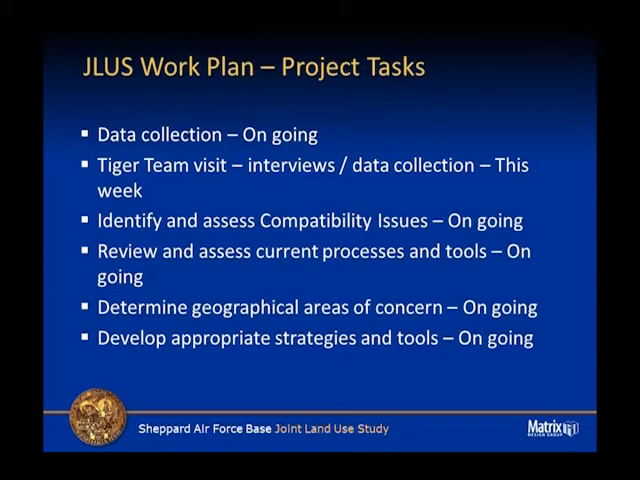 JLUS Work Plan – Project Tasks
▪ Data collection – On going
▪ Tiger Team visit – interviews / data collection – This
week
▪ Identify and assess Compatibility Issues – On going
▪ Review and assess current processes and tools – On
going
▪ Determine geographical areas of concern – On going
▪ Develop appropriate strategies and tools – On going
Sheppard Air Force Base Joint Land Use Study
Matrix
DESIGN GROUP